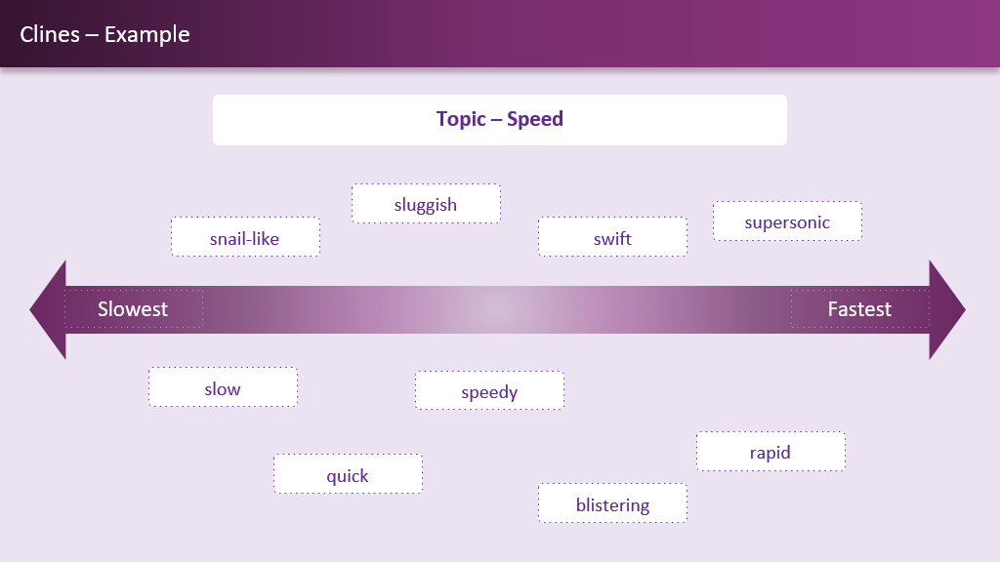 Clines – Example
Topic – Speed
sluggish
supersonic
snail-like
swift
Slowest
Fastest
slow
speedy
rapid
quick
blistering